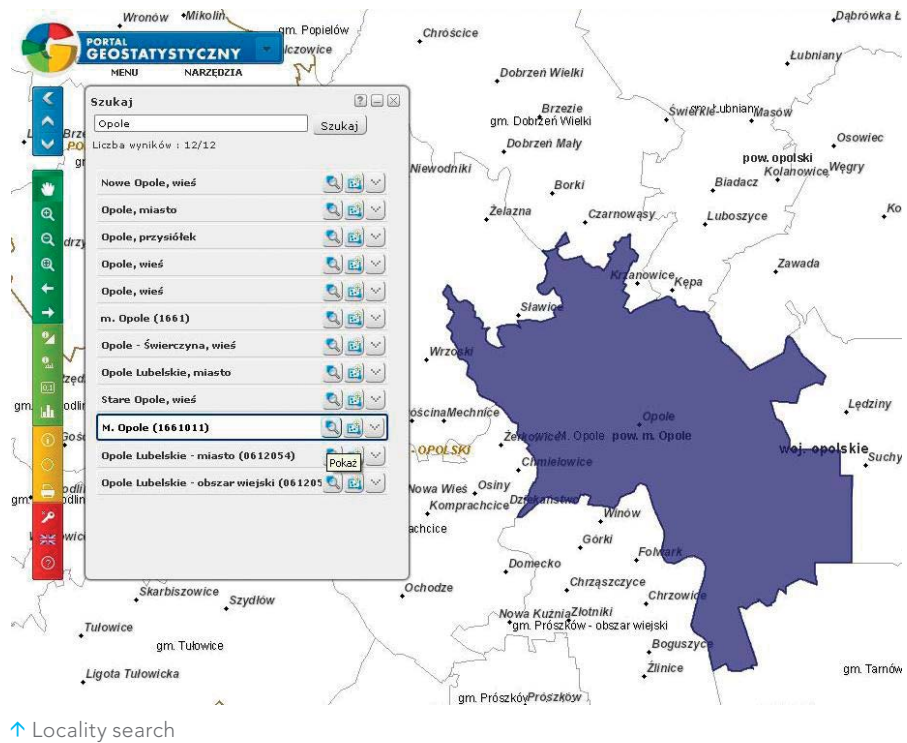 PORTAL
GEOSTATYSTYCZNY
MENU NARZĘDZIA
Szukaj
Opole
Szukaj
Liczba wyników : 12/12
Nowe Opole, wieś
Opole, miasto
Opole, przysiółek
Opole, wieś
Opole, wieś
m. Opole (1661)
Opole - Świerczyna, wieś
Opole Lubelskie, miasto
Stare Opole, wieś
M. Opole (1661011)
Pokaż
Opole Lubelskie - miasto (0612054)
Opole Lubelskie - obszar wiejski (061205
Wronów
Mikolin
gm. Popielów
Chróścice
Dąbrówka Ł
Łubniany
Dobrzeń Wielki
Brzezie
gm. Dobrzeń Wielki
Świerkle
gm. Łubniany
Masów
Dobrzeń Mały
Osowiec
pow. opolski
Kolanowice
Węgry
Niewodniki
Borki
Biadacz
Żelazna
Czarnowąsy
Luboszyce
Ko
Zawada
Krzanowice
Kępa
Sławice
Wrzoski
Lędziny
Mechnice
Opole
Żerkowice
M. Opole
pow. m. Opole
woj. opolskie
Suchy
- OPOLSKI
Chmielowice
Nowa Wieś
Osiny
Dziekaństwo
Komprachcice
Winów
achcice
Górki
Folwark
Domecko
Chrząszczyce
Ochodze
Chrzowice
Skarbiszowice
Szydłów
Nowa Kuźnia
Złotniki
gm. Prószków - obszar wiejski
Tułowice
gm. Tułowice
Boguszyce
Żlinice
gm. Tarnów
Ligota Tułowicka
gm. Prószków
Prószków
↑ Locality search